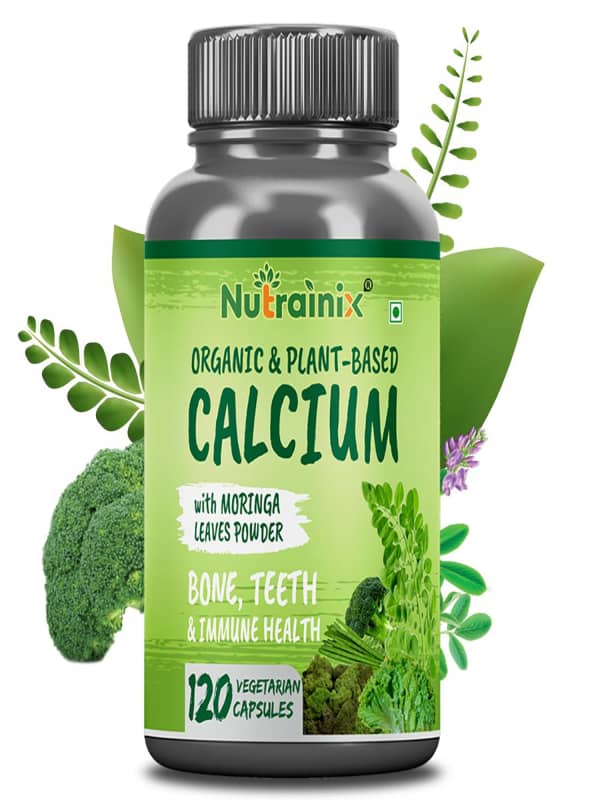 Nutrainix®
ORGANIC & PLANT-BASED
CALCIUM
with MORINGA
LEAVES POWDER
BONE, TEETH
& IMMUNE HEALTH
120 VEGETARIAN
CAPSULES